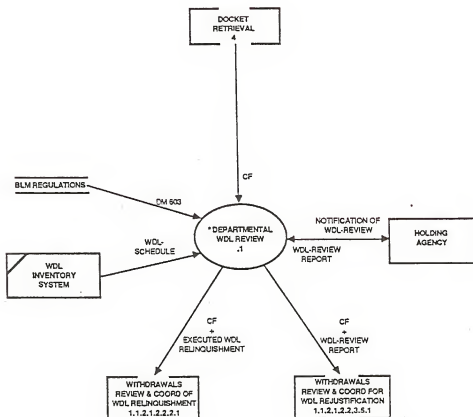 DOCKET
RETRIEVAL
4
CF
BLM REGULATIONS
DM 603
*DEPARTMENTAL
WDL REVIEW
.1
NOTIFICATION OF
WDL-REVIEW
WDL-REVIEW
REPORT
HOLDING
AGENCY
WDL-
SCHEDULE
WDL
INVENTORY
SYSTEM
CF
+
EXECUTED WDL
RELINQUISHMENT
CF
+
WDL-REVIEW
REPORT
WITHDRAWALS
REVIEW & COORD OF
WDL RELINQUISHMENT
1.1.2.1.2.2.2.1
WITHDRAWALS
REVIEW & COORD FOR
WDL REJUSTIFICATION
1.1.2.1.2.2.3.5.1